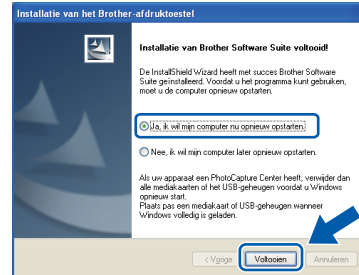 Installatie van het Brother-afdruktoestel
Installatie van Brother Software Suite voltooid!
De InstallShield Wizard heeft met succes Brother Software
Suite geïnstalleerd. Voordat u het programma kunt gebruiken,
moet u de computer opnieuw opstarten.
Ja, ik wil mijn computer nu opnieuw opstarten.
Nee, ik wil mijn computer later opnieuw opstarten.
Als uw apparaat een PhotoCapture Center heeft, verwijder dan
alle mediakaarten of het USB-geheugen voordat u Windows
opnieuw start.
Plaats pas een mediakaart of USB-geheugen wanneer
Windows volledig is geladen.
< Vorige Voltooien Annuleren